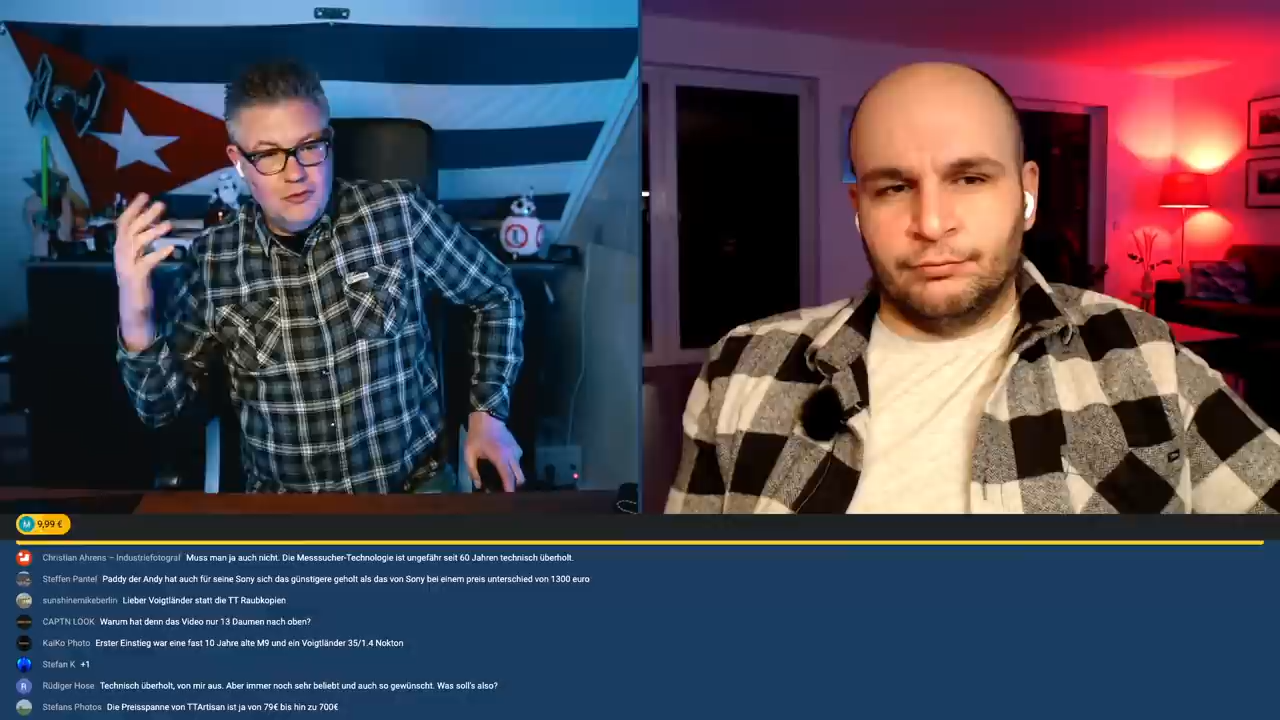 M 9,99 €
Christian Ahrens – Industriefotograf Muss man ja auch nicht. Die Messsucher-Technologie ist ungefähr seit 60 Jahren technisch überholt.
Steffen Pantel Paddy der Andy hat auch für seine Sony sich das günstigere geholt als das von Sony bei einem preis unterschied von 1300 euro
sunshinemikeberlin Lieber Voigtländer statt die TT Raubkopien
CAPTN LOOK Warum hat denn das Video nur 13 Daumen nach oben?
KaiKo Photo Erster Einstieg war eine fast 10 Jahre alte M9 und ein Voigtländer 35/1.4 Nokton
Stefan K +1
R Rüdiger Hose Technisch überholt, von mir aus. Aber immer noch sehr beliebt und auch so gewünscht. Was soll's also?
Stefans Photos Die Preisspanne von TTArtisan ist ja von 79€ bis hin zu 700€